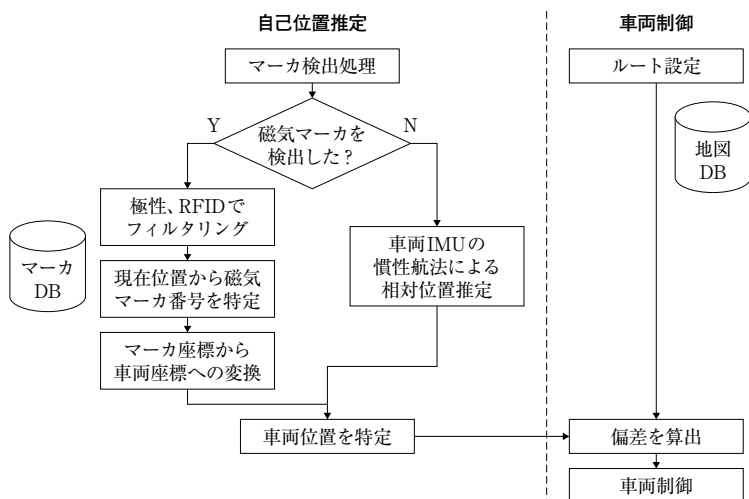 自己位置推定
車両制御
マーカ検出処理
ルート設定
Y
磁気マーカを
検出した?
N
地図
DB
極性、RFIDで
フィルタリング
マーカ
DB
現在位置から磁気
マーカ番号を特定
車両IMUの
慣性航法による
相対位置推定
マーカ座標から
車両座標への変換
車両位置を特定
偏差を算出
車両制御